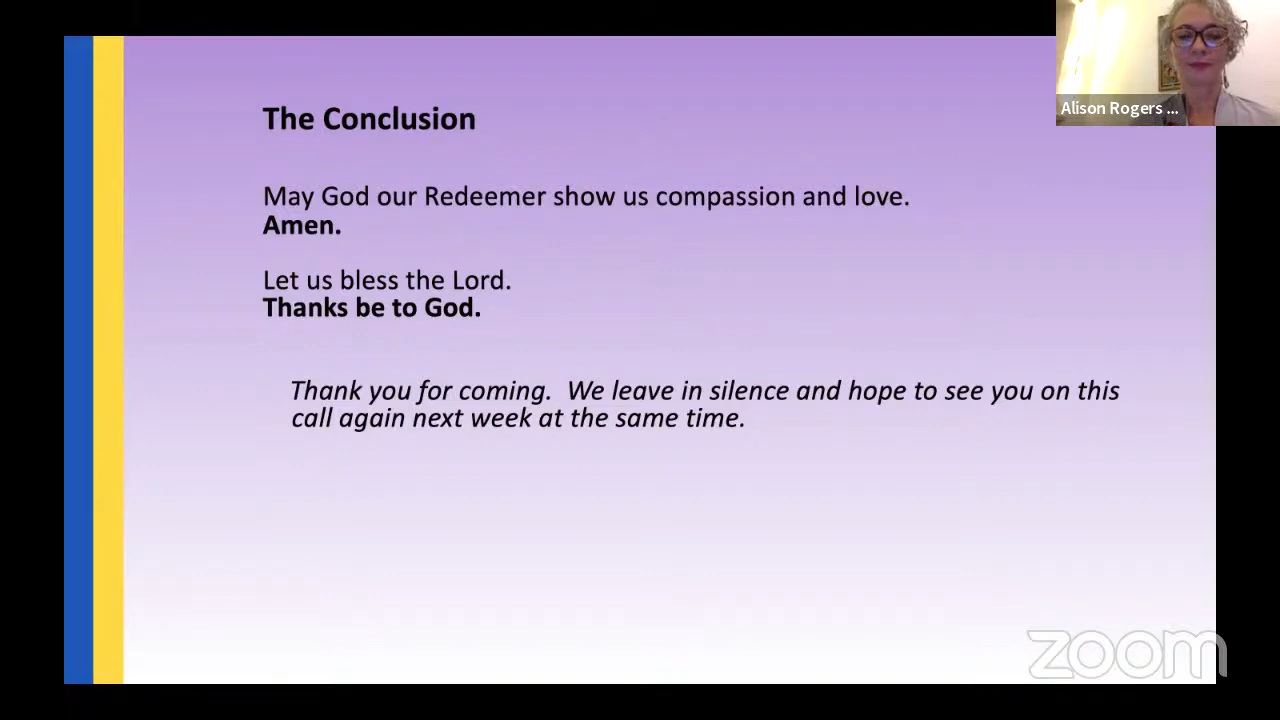 Alison Rogers ...
The Conclusion
May God our Redeemer show us compassion and love.
Amen.
Let us bless the Lord.
Thanks be to God.
Thank you for coming.  We leave in silence and hope to see you on this
call again next week at the same time.
zoom